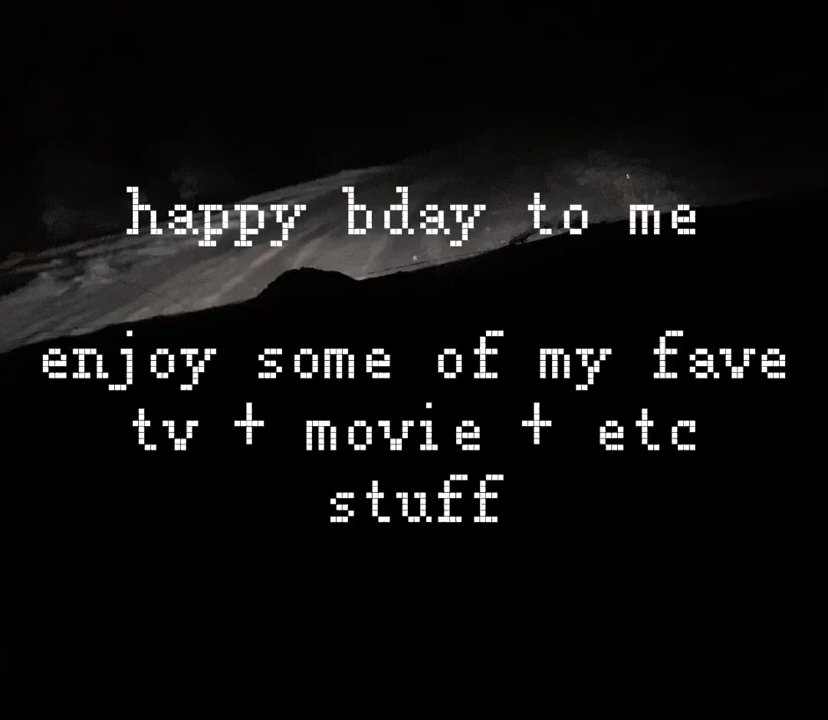 happy bday to me
enjoy some of my fave
tv + movie + etc
stuff